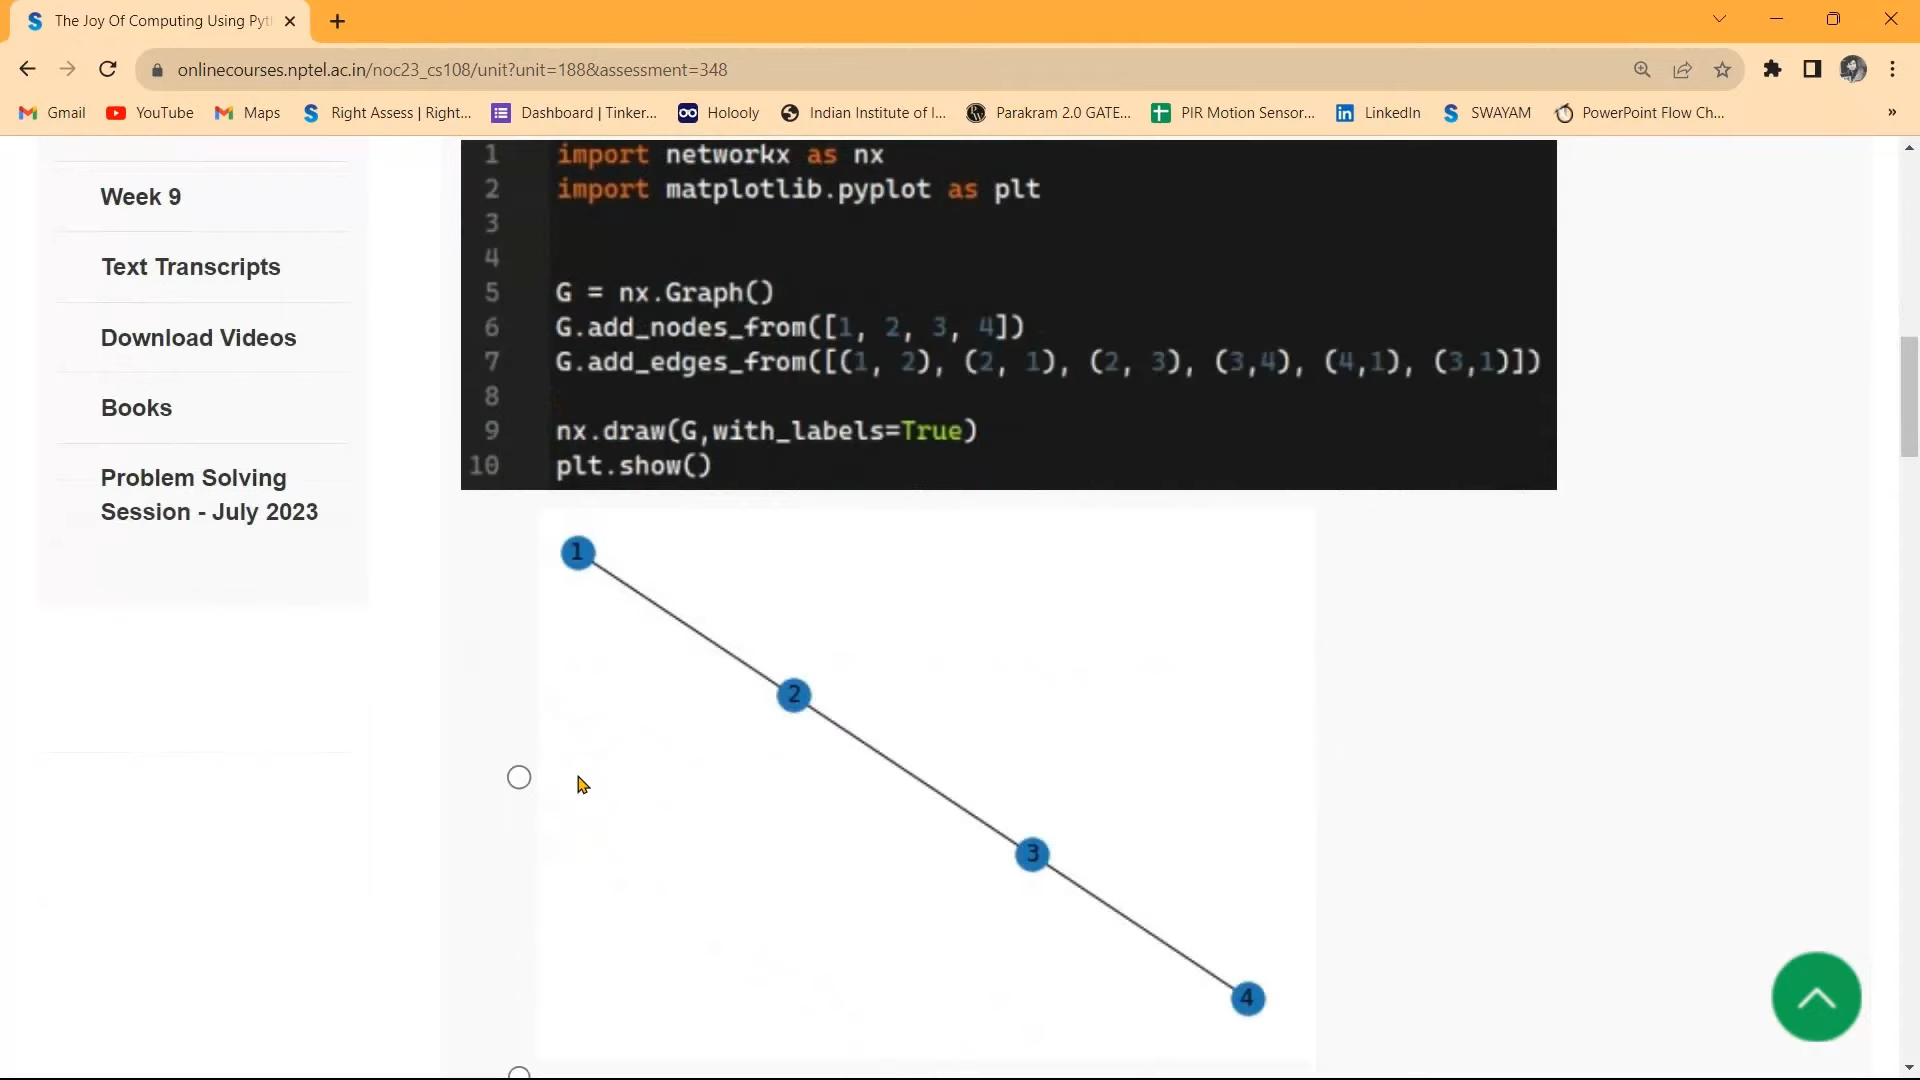 The Joy Of Computing Using Pyt
onlinecourses.nptel.ac.in/noc23_cs108/unit?unit=188&assessment=348
Gmail YouTube Maps Right Assess | Right... Dashboard | Tinker... Holooly Indian Institute of I... Parakram 2.0 GATE... PIR Motion Sensor... LinkedIn SWAYAM PowerPoint Flow Ch... »
Week 9
Text Transcripts
Download Videos
Books
Problem Solving
Session - July 2023
1 import networkx as nx
2 import matplotlib.pyplot as plt
3
4
5 G = nx.Graph()
6 G.add_nodes_from([1, 2, 3, 4])
7 G.add_edges_from([(1, 2), (2, 1), (2, 3), (3,4), (4,1), (3,1)])
8
9 nx.draw(G,with_labels=True)
10 plt.show()
1
2
3
4